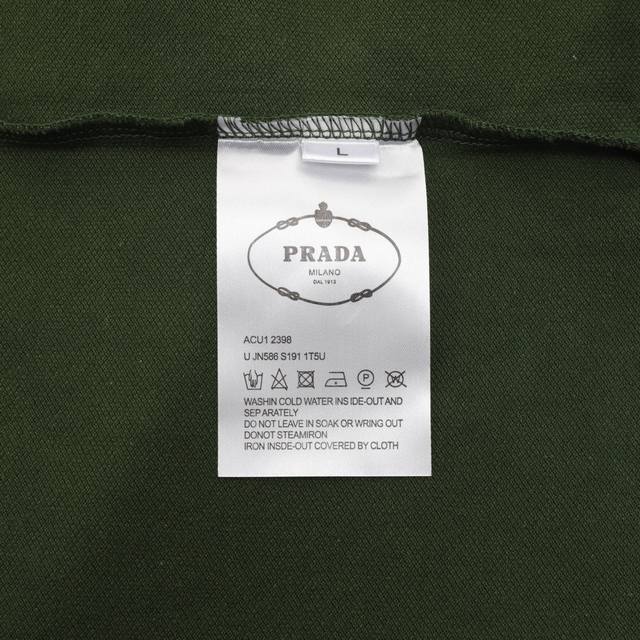 L
PRADA
MILANO
DAL 1913
ACU1 2398
U JN586 S191 1T5U
WASHIN COLD WATER INS IDE-OUT AND
SEP ARATELY
DO NOT LEAVE IN SOAK OR WRING OUT
DONOT STEAMIRON
IRON INSDE-OUT COVERED BY CLOTH